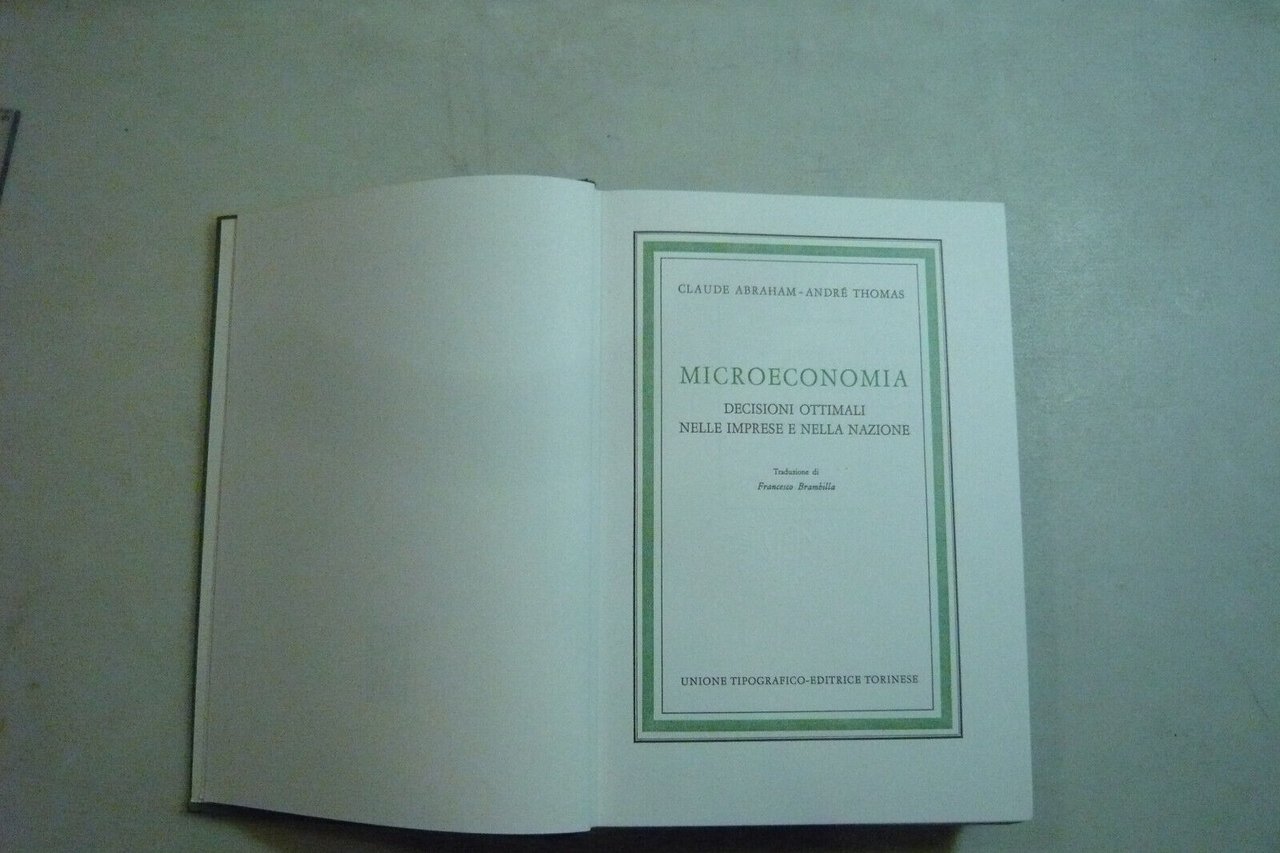 CLAUDE ABRAHAM - ANDRÉ THOMAS
MICROECONOMIA
DECISIONI OTTIMALI
NELLE IMPRESE E NELLA NAZIONE
Traduzione di
Francesco Brambilla
UNIONE TIPOGRAFICO-EDITRICE TORINESE